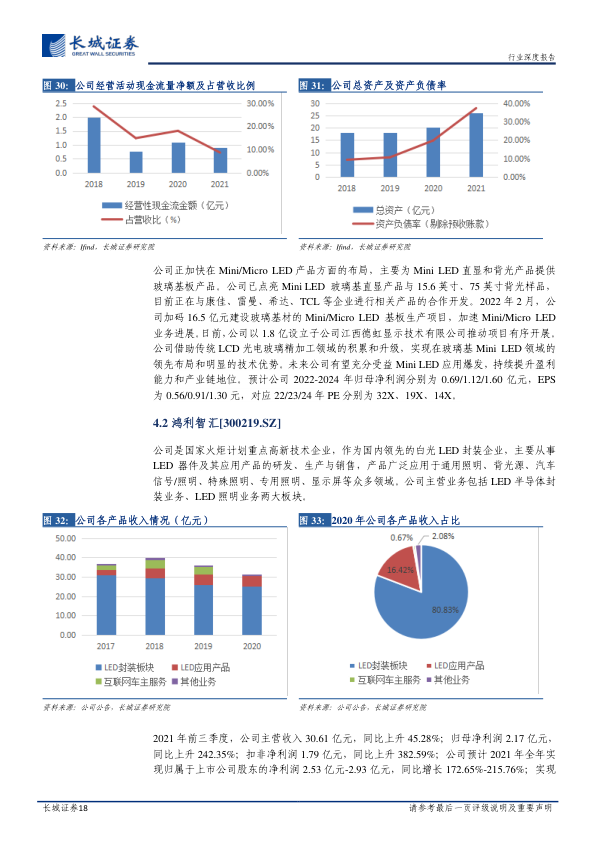 长城证券
GREAT WALL SECURITIES
行业深度报告
图 30: 公司经营活动现金流量净额及占营收比例
图 31: 公司总资产及资产负债率
2.5
2.0
1.5
1.0
0.5
0.0
30.00%
20.00%
10.00%
0.00%
2018
2019
2020
2021
经营性现金流金额（亿元）
占营收比（%）
30
25
20
15
10
5
0
40.00%
30.00%
20.00%
10.00%
0.00%
2018
2019
2020
2021
总资产（亿元）
资产负债率（剔除预收账款）
资料来源：Ifind，长城证券研究院
资料来源：Ifind，长城证券研究院
公司正加快在 Mini/Micro LED 产品方面的布局，主要为 Mini LED 直显和背光产品提供
玻璃基板产品。公司已点亮 Mini LED 玻璃基直显产品与 15.6 英寸、75 英寸背光样品，
目前正在与康佳、雷曼、希达、TCL 等企业进行相关产品的合作开发。2022 年 2 月，公
司加码 16.5 亿元建设玻璃基材的 Mini/Micro LED 基板生产项目，加速 Mini/Micro LED
业务进展。目前，公司以 1.8 亿设立子公司江西德虹显示技术有限公司推动项目有序开展。
公司借助传统 LCD 光电玻璃精加工领域的积累和升级，实现在玻璃基 Mini LED 领域的
领先布局和明显的技术优势。未来公司有望充分受益 Mini LED 应用爆发，持续提升盈利
能力和产业链地位。预计公司 2022-2024 年归母净利润分别为 0.69/1.12/1.60 亿元，EPS
为 0.56/0.91/1.30 元，对应 22/23/24 年 PE 分别为 32X、19X、14X。
4.2 鸿利智汇[300219.SZ]
公司是国家火炬计划重点高新技术企业，作为国内领先的白光 LED 封装企业，主要从事
LED 器件及其应用产品的研发、生产与销售，产品广泛应用于通用照明、背光源、汽车
信号/照明、特殊照明、专用照明、显示屏等众多领域。公司主营业务包括 LED 半导体封
装业务、LED 照明业务两大板块。
图 32: 公司各产品收入情况（亿元）
图 33: 2020 年公司各产品收入占比
50.00
40.00
30.00
20.00
10.00
0.00
2017
2018
2019
2020
LED封装板块
LED应用产品
互联网车主服务
其他业务
0.67%
2.08%
16.42%
80.83%
LED封装板块
LED应用产品
互联网车主服务
其他业务
资料来源：公司公告，长城证券研究院
资料来源：公司公告，长城证券研究院
2021 年前三季度，公司主营收入 30.61 亿元，同比上升 45.28%；归母净利润 2.17 亿元，
同比上升 242.35%；扣非净利润 1.79 亿元，同比上升 382.59%；公司预计 2021 年全年实
现归属于上市公司股东的净利润 2.53 亿元-2.93 亿元，同比增长 172.65%-215.76%；实现
长城证券18
请参考最后一页评级说明及重要声明